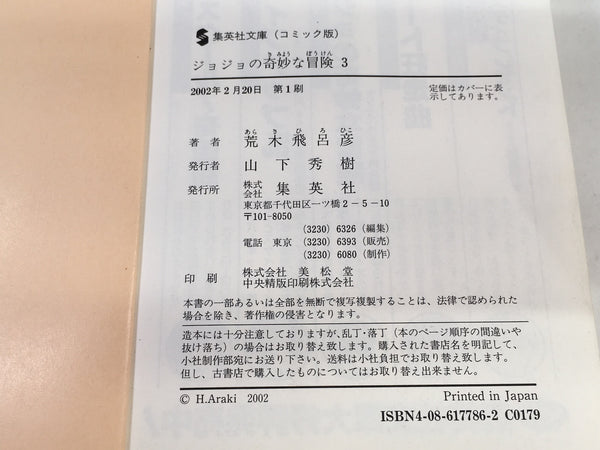 集英社文庫（コミック版）
ジョジョの奇妙な冒険 3
2002年2月20日 第1刷
定価はカバーに表
示してあります。
著者 荒木飛呂彦
発行者 山下秀樹
発行所 株式会社 集英社
東京都千代田区一ツ橋2－5－10
〒101-8050
(3230) 6326（編集）
電話 東京 (3230) 6393（販売）
(3230) 6080（制作）
印刷 株式会社 美松堂
中央精版印刷株式会社
本書の一部あるいは全部を無断で複写複製することは、法律で認められた
場合を除き、著作権の侵害となります。
造本には十分注意しておりますが、乱丁・落丁（本のページ順序の間違いや
抜け落ち）の場合はお取り替え致します。購入された書店名を明記して、
小社制作部宛にお送り下さい。送料は小社負担でお取り替え致します。
但し、古書店で購入したものについてはお取り替え出来ません。
© H.Araki 2002
Printed in Japan
ISBN4-08-617786-2 C0179